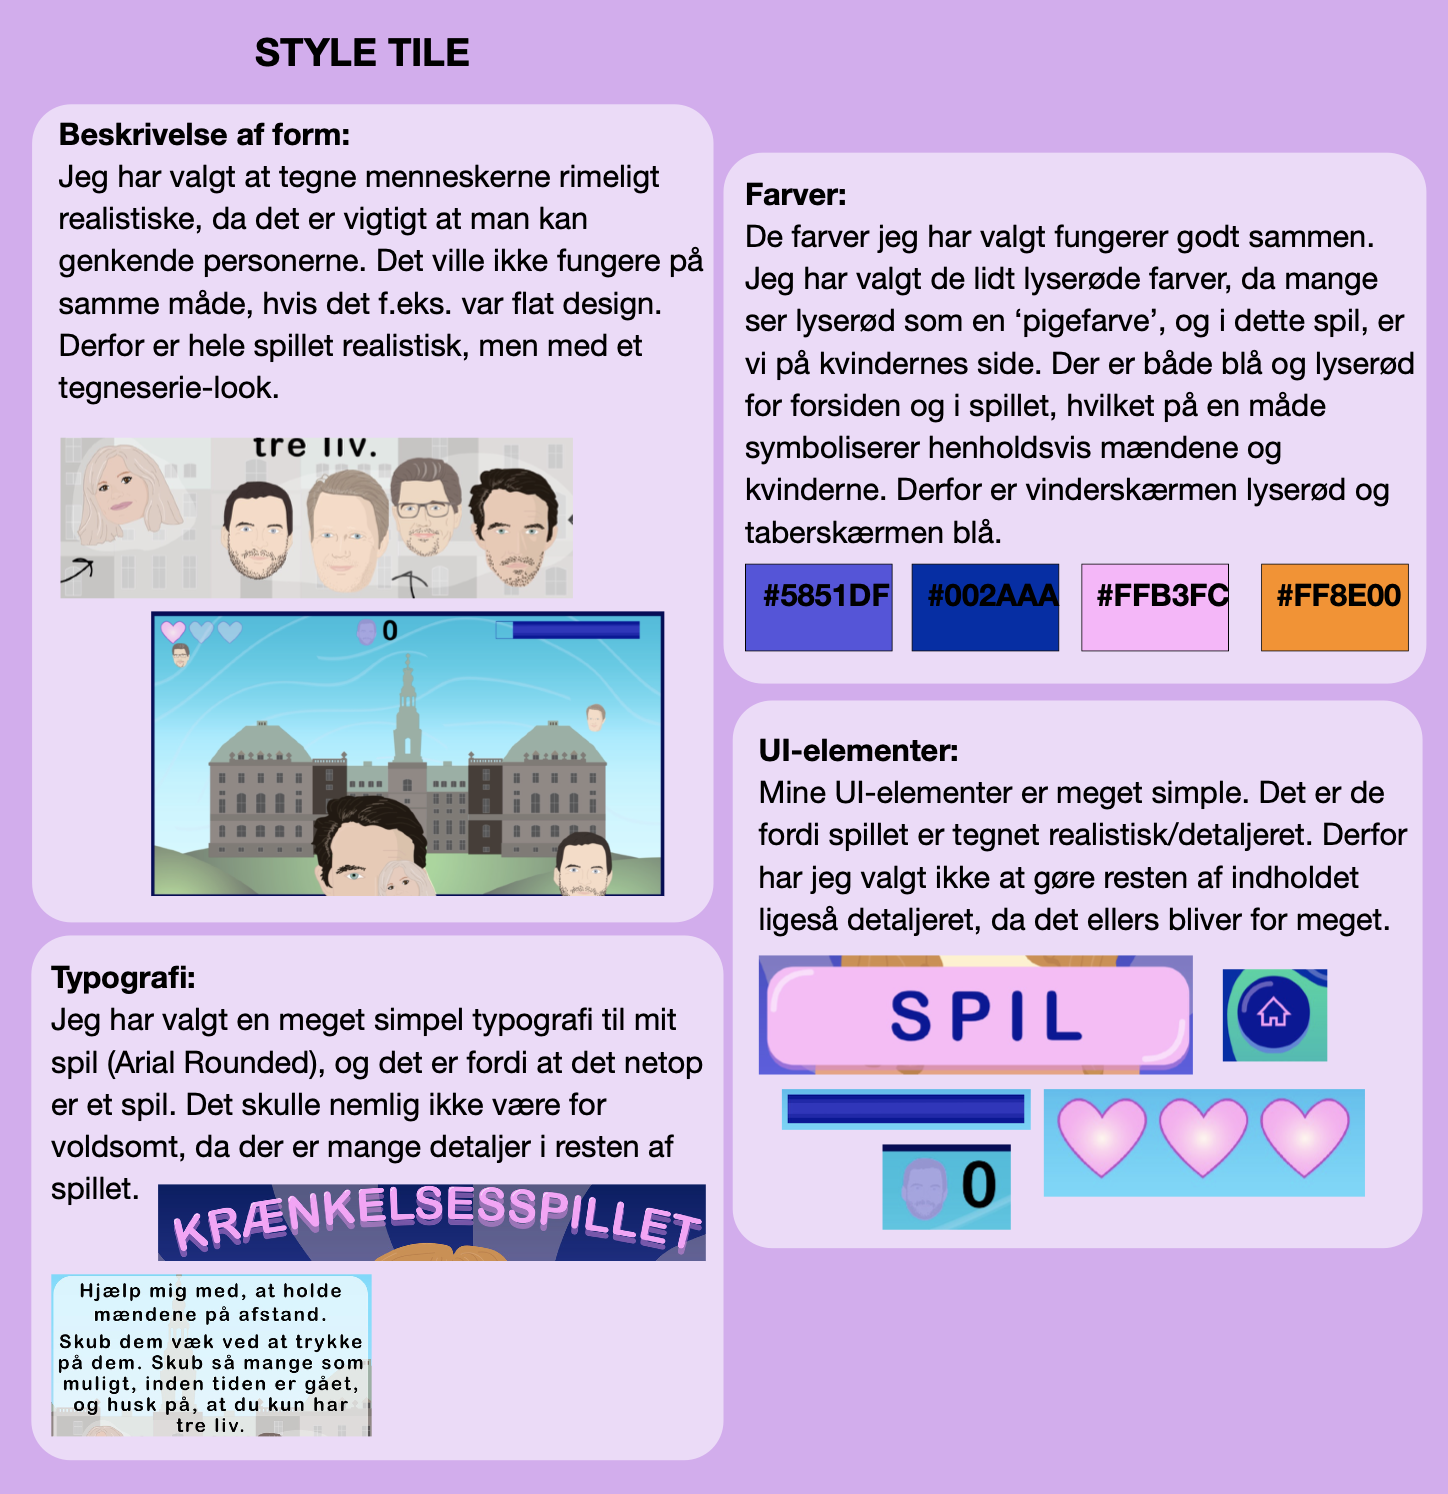 STYLE TILE
Beskrivelse af form:
Jeg har valgt at tegne menneskerne rimeligt
realistiske, da det er vigtigt at man kan
genkende personerne. Det ville ikke fungere på
samme måde, hvis det f.eks. var flat design.
Derfor er hele spillet realistisk, men med et
tegneserie-look.
tre liv.
0
Typografi:
Jeg har valgt en meget simpel typografi til mit
spil (Arial Rounded), og det er fordi at det netop
er et spil. Det skulle nemlig ikke være for
voldsomt, da der er mange detaljer i resten af
spillet.
KRÆNKELSESSPILLET
Hjælp mig med, at holde
mændene på afstand.
Skub dem væk ved at trykke
på dem. Skub så mange som
muligt, inden tiden er gået,
og husk på, at du kun har
tre liv.
Farver:
De farver jeg har valgt fungerer godt sammen.
Jeg har valgt de lidt lyserøde farver, da mange
ser lyserød som en ‘pigefarve’, og i dette spil, er
vi på kvindernes side. Der er både blå og lyserød
for forsiden og i spillet, hvilket på en måde
symboliserer henholdsvis mændene og
kvinderne. Derfor er vinderskærmen lyserød og
taberskærmen blå.
#5851DF #002AAA #FFB3FC #FF8E00
UI-elementer:
Mine UI-elementer er meget simple. Det er de
fordi spillet er tegnet realistisk/detaljeret. Derfor
har jeg valgt ikke at gøre resten af indholdet
ligeså detaljeret, da det ellers bliver for meget.
SPIL
0